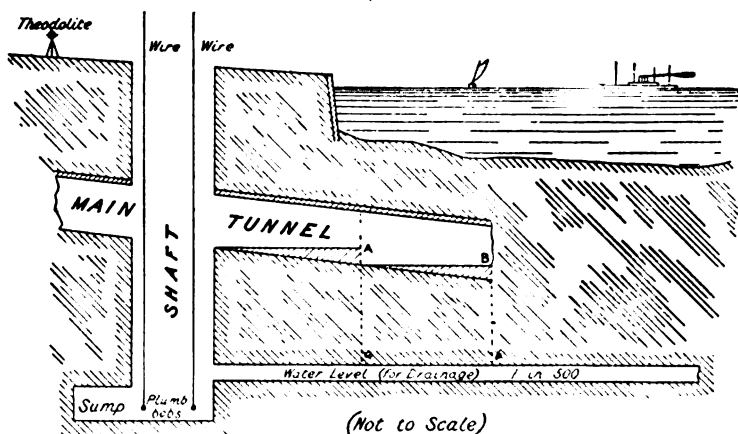 Theodolite
Wire Wire
MAIN TUNNEL
SHAFT
A
B
Water Level (for Drainage) 1 in 500
Sump
Plumb
bobs
(Not to Scale)